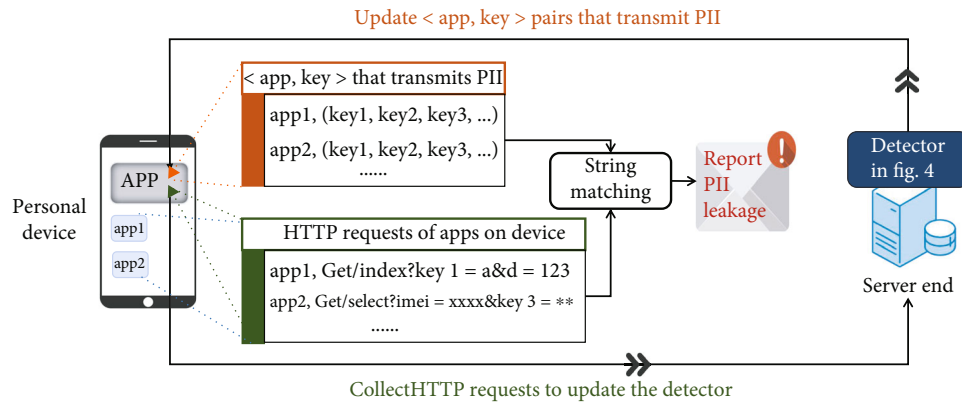 Update < app, key > pairs that transmit PII
< app, key > that transmits PII
app1, (key1, key2, key3, ...)
app2, (key1, key2, key3, ...)
......
String
matching
Report
PII
leakage
!
Detector
in fig. 4
Server end
Personal
device
APP
app1
app2
HTTP requests of apps on device
app1, Get/index?key 1 = a&d = 123
app2, Get/select?imei = xxxx&key 3 = **
......
CollectHTTP requests to update the detector